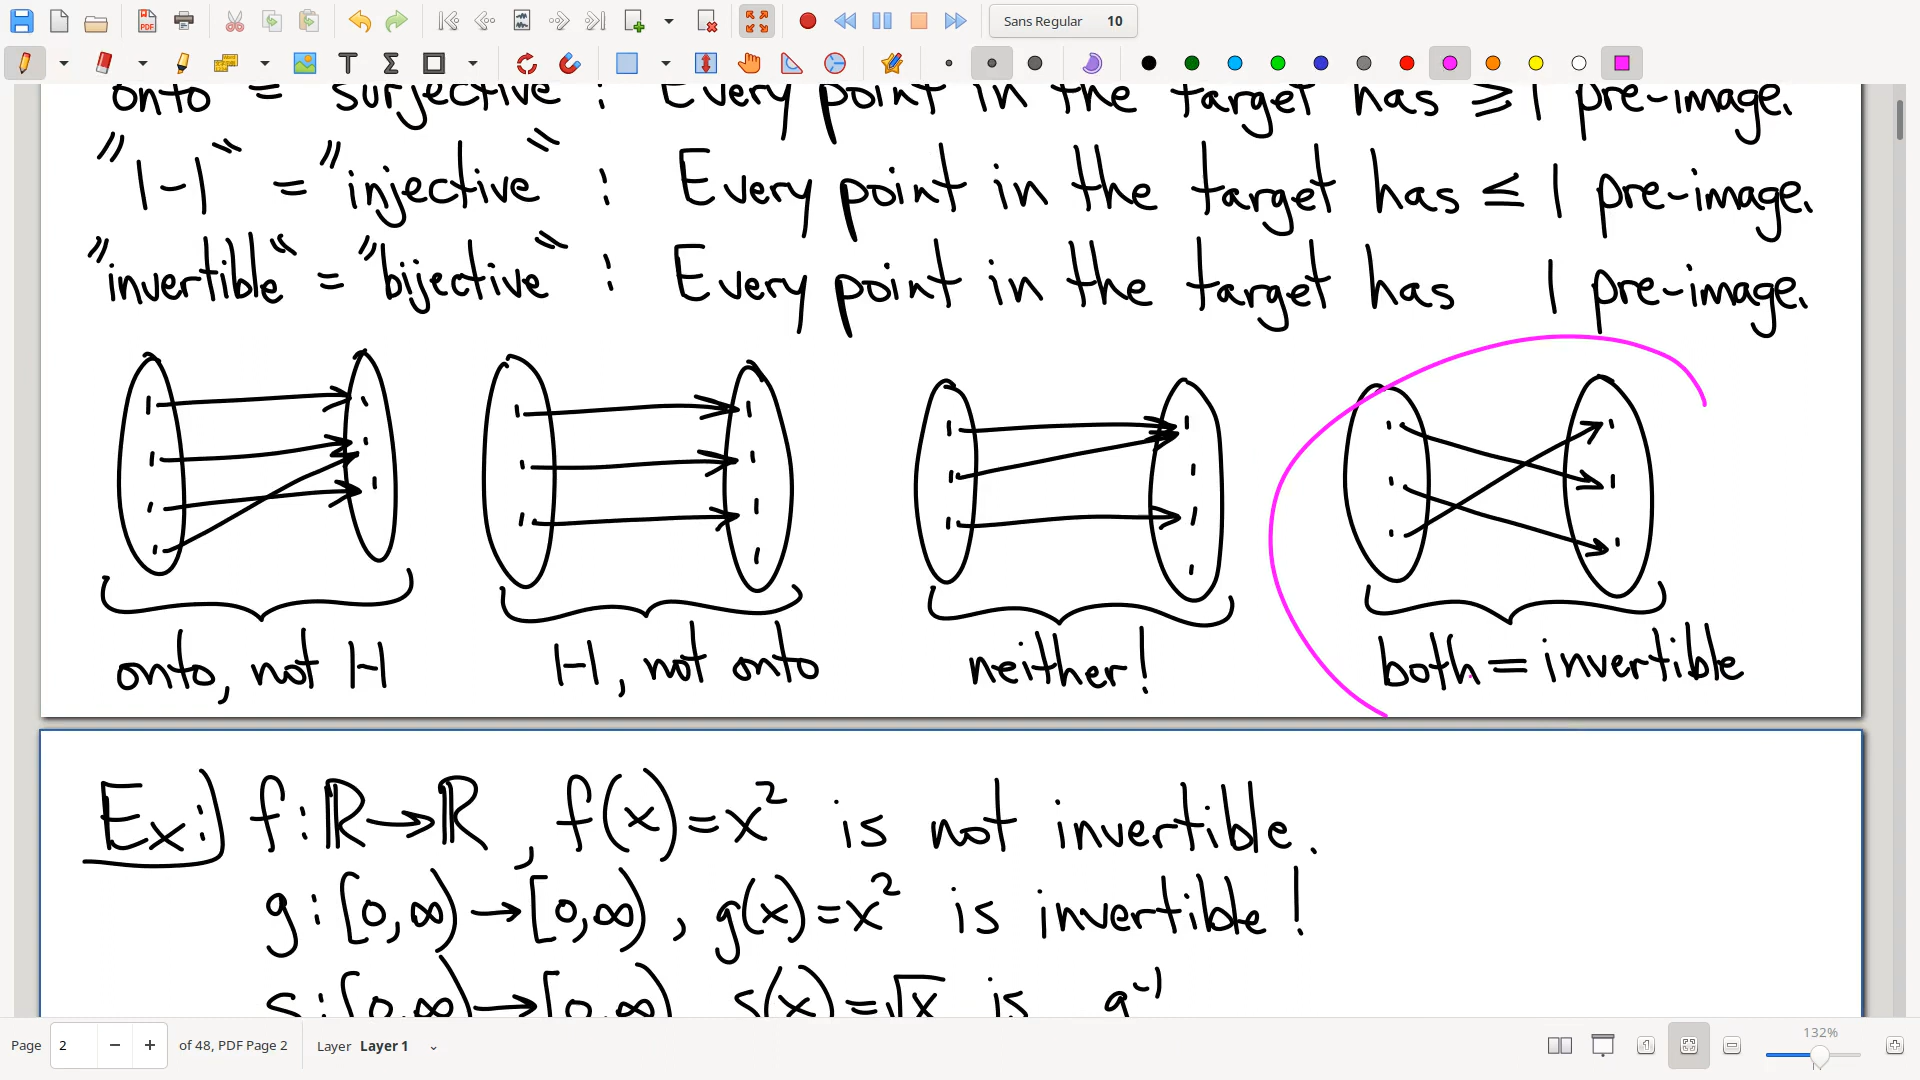 Sans Regular 10
onto = surjective : Every point in the target has ≥ 1 pre-image.
"1-1" = "injective" : Every point in the target has ≤ 1 pre-image.
"invertible" = "bijective" : Every point in the target has 1 pre-image.
onto, not 1-1
1-1, not onto
neither!
both = invertible
Ex:) f: ℝ→ℝ, f(x)=x² is not invertible.
g: [0,∞)→[0,∞), g(x)=x² is invertible!
s: [0,∞)→[0,∞) s(x)=√x is g⁻¹
Page 2 − + of 48, PDF Page 2 Layer Layer 1
132%